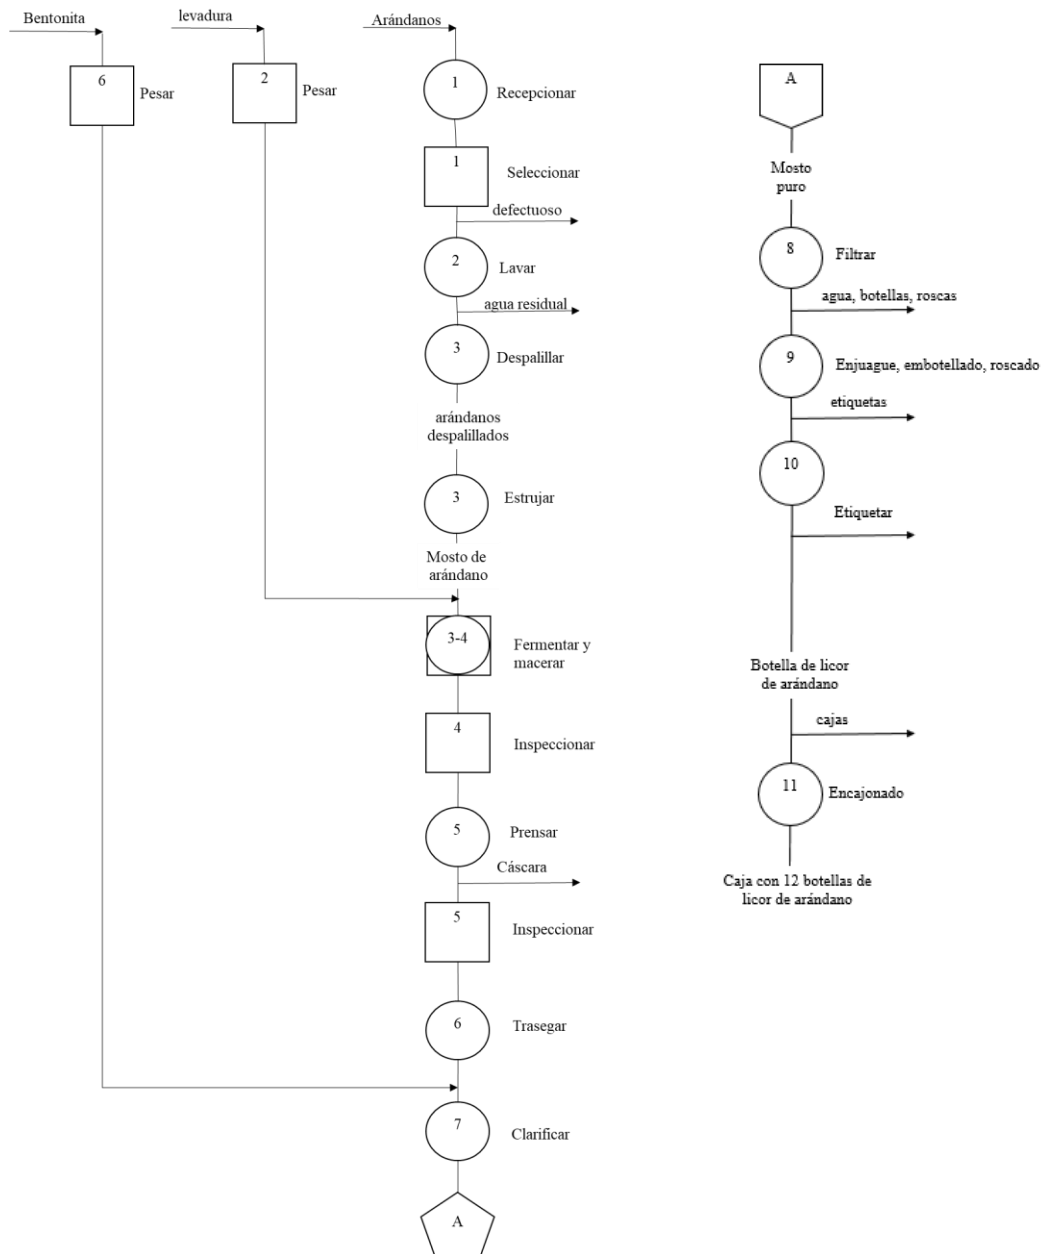 Bentonita
6
Pesar
levadura
2
Pesar
Arándanos
1
Recepcionar
1
Seleccionar
defectuoso
2
Lavar
agua residual
3
Despalillar
arándanos
despalillados
3
Estrujar
Mosto de
arándano
3-4
Fermentar y
macerar
4
Inspeccionar
5
Prensar
Cáscara
5
Inspeccionar
6
Trasegar
7
Clarificar
A
A
Mosto
puro
8
Filtrar
agua, botellas, roscas
9
Enjuague, embotellado, roscado
etiquetas
10
Etiquetar
Botella de licor
de arándano
cajas
11
Encajonado
Caja con 12 botellas de
licor de arándano